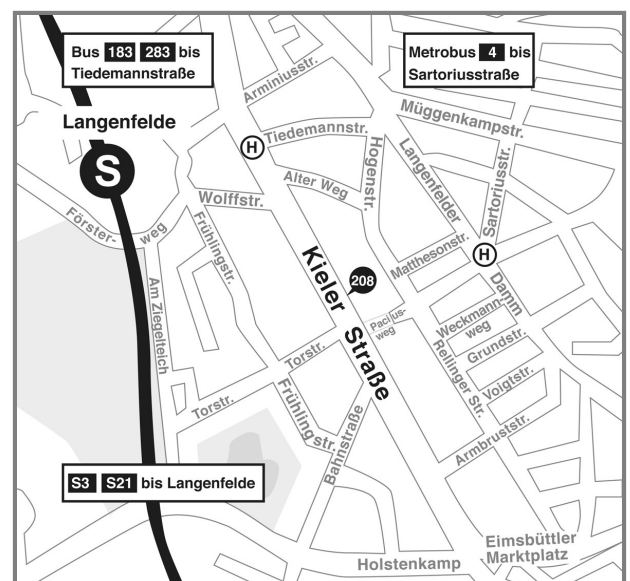 Bus 183 283 bis
Tiedemannstraße
Metrobus 4 bis
Sartoriusstraße
Arminiusstr.
Müggenkampstr.
Langenfelde
S
H
Tiedemannstr.
Hogenstr.
Langenfelder
Sartoriusstr.
Alter Weg
Wolffstr.
Förster-
weg
Frühlingstr.
Matthesonstr.
H
Kieler Straße
208
Damm
Am Ziegelteich
Pacius-
weg
Weckmann-
weg
Grundstr.
Rellinger Str.
Torstr.
Voigtstr.
Torstr.
Frühlingstr.
Bahnstraße
Armbruststr.
S3 S21 bis Langenfelde
Eimsbüttler
Marktplatz
Holstenkamp